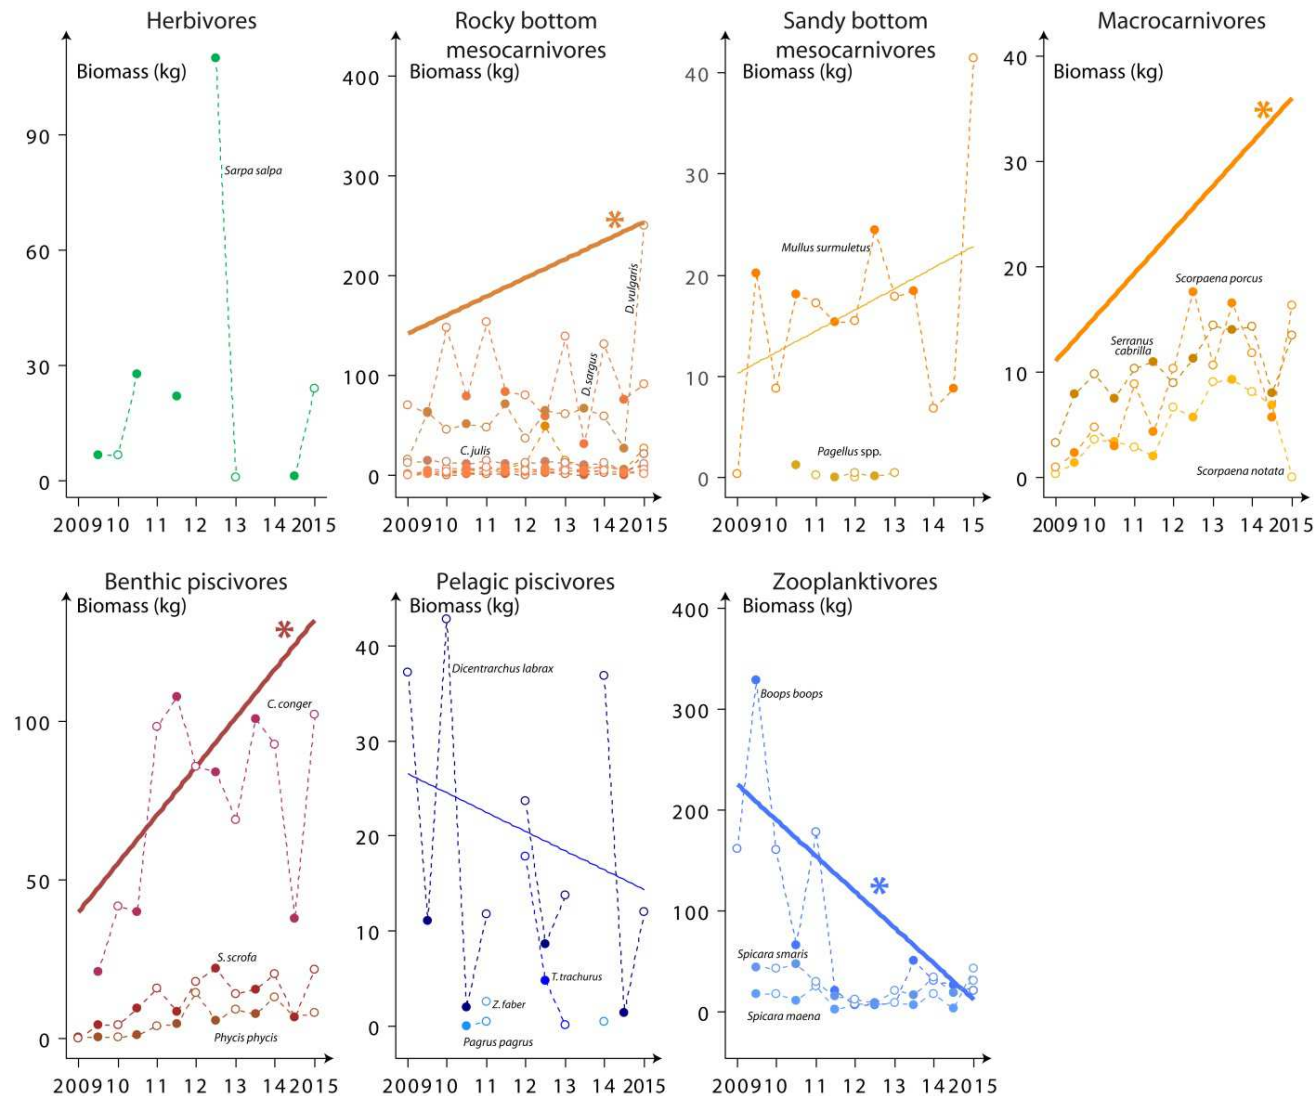 Herbivores
Biomass (kg)
90
60
30
0
Sarpa salpa
2009 10 11 12 13 14 2015
Rocky bottom
mesocarnivores
Biomass (kg)
400
300
200
100
0
*
D. vulgaris
D. sargus
C. julis
2009 10 11 12 13 14 2015
Sandy bottom
mesocarnivores
Biomass (kg)
40
30
20
10
0
Mullus surmuletus
Pagellus spp.
2009 10 11 12 13 14 15
Macrocarnivores
Biomass (kg)
40
30
20
10
0
*
Scorpaena porcus
Serranus
cabrilla
Scorpaena notata
2009 10 11 12 13 14 2015
Benthic piscivores
Biomass (kg)
100
50
0
*
C. conger
S. scrofa
Phycis phycis
2009 10 11 12 13 14 2015
Pelagic piscivores
Biomass (kg)
40
30
20
10
0
Dicentrarchus labrax
T. trachurus
Z. faber
Pagrus pagrus
2009 10 11 12 13 14 2015
Zooplanktivores
Biomass (kg)
400
300
200
100
0
Boops boops
*
Spicara smaris
Spicara maena
2009 10 11 12 13 14 2015